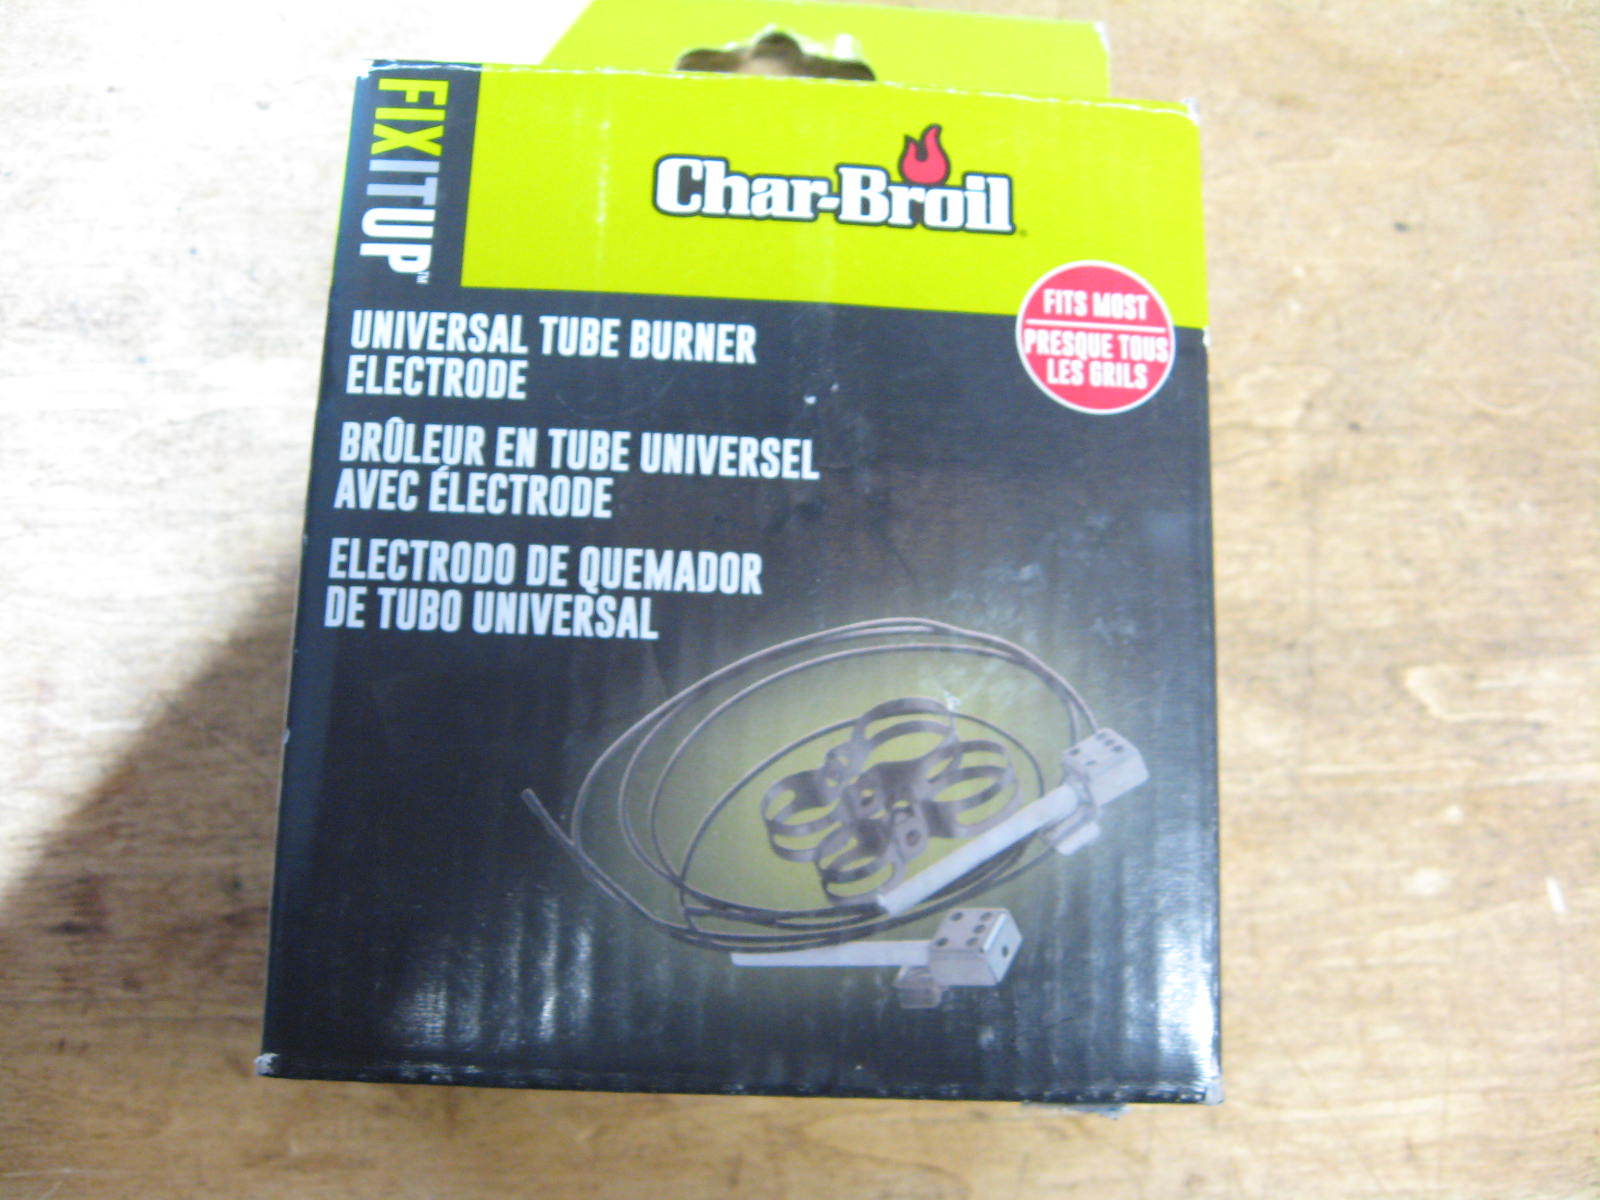 FIXITUP™
Char-Broil®
FITS MOST
PRESQUE TOUS
LES GRILS
UNIVERSAL TUBE BURNER
ELECTRODE
BRÛLEUR EN TUBE UNIVERSEL
AVEC ÉLECTRODE
ELECTRODO DE QUEMADOR
DE TUBO UNIVERSAL